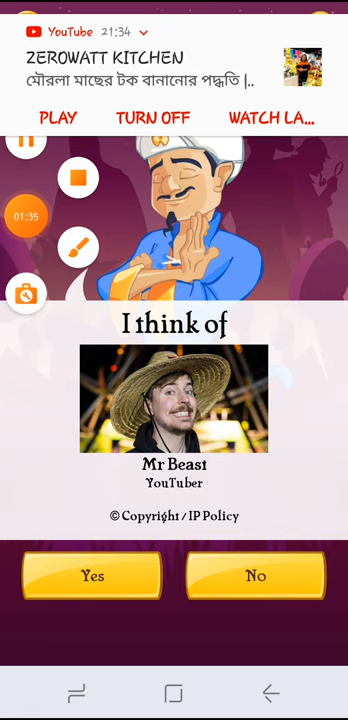 YouTube 21:34
ZEROWATT KITCHEN
মৌরলা মাছের টক বানানোর পদ্ধতি |..
PLAY TURN OFF WATCH LA...
01:35
I think of
Mr Beast
YouTuber
© Copyright / IP Policy
Yes No